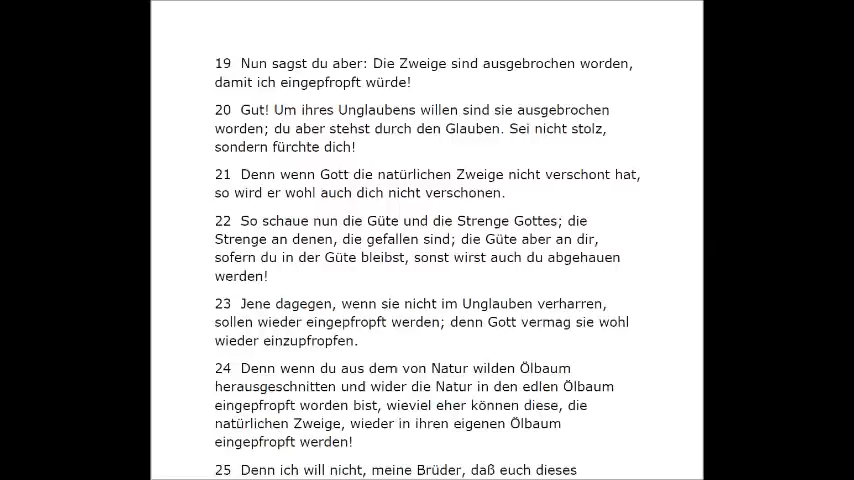 19 Nun sagst du aber: Die Zweige sind ausgebrochen worden,
damit ich eingepfropft würde!
20 Gut! Um ihres Unglaubens willen sind sie ausgebrochen
worden; du aber stehst durch den Glauben. Sei nicht stolz,
sondern fürchte dich!
21 Denn wenn Gott die natürlichen Zweige nicht verschont hat,
so wird er wohl auch dich nicht verschonen.
22 So schaue nun die Güte und die Strenge Gottes; die
Strenge an denen, die gefallen sind; die Güte aber an dir,
sofern du in der Güte bleibst, sonst wirst auch du abgehauen
werden!
23 Jene dagegen, wenn sie nicht im Unglauben verharren,
sollen wieder eingepfropft werden; denn Gott vermag sie wohl
wieder einzupfropfen.
24 Denn wenn du aus dem von Natur wilden Ölbaum
herausgeschnitten und wider die Natur in den edlen Ölbaum
eingepfropft worden bist, wieviel eher können diese, die
natürlichen Zweige, wieder in ihren eigenen Ölbaum
eingepfropft werden!
25 Denn ich will nicht, meine Brüder, daß euch dieses